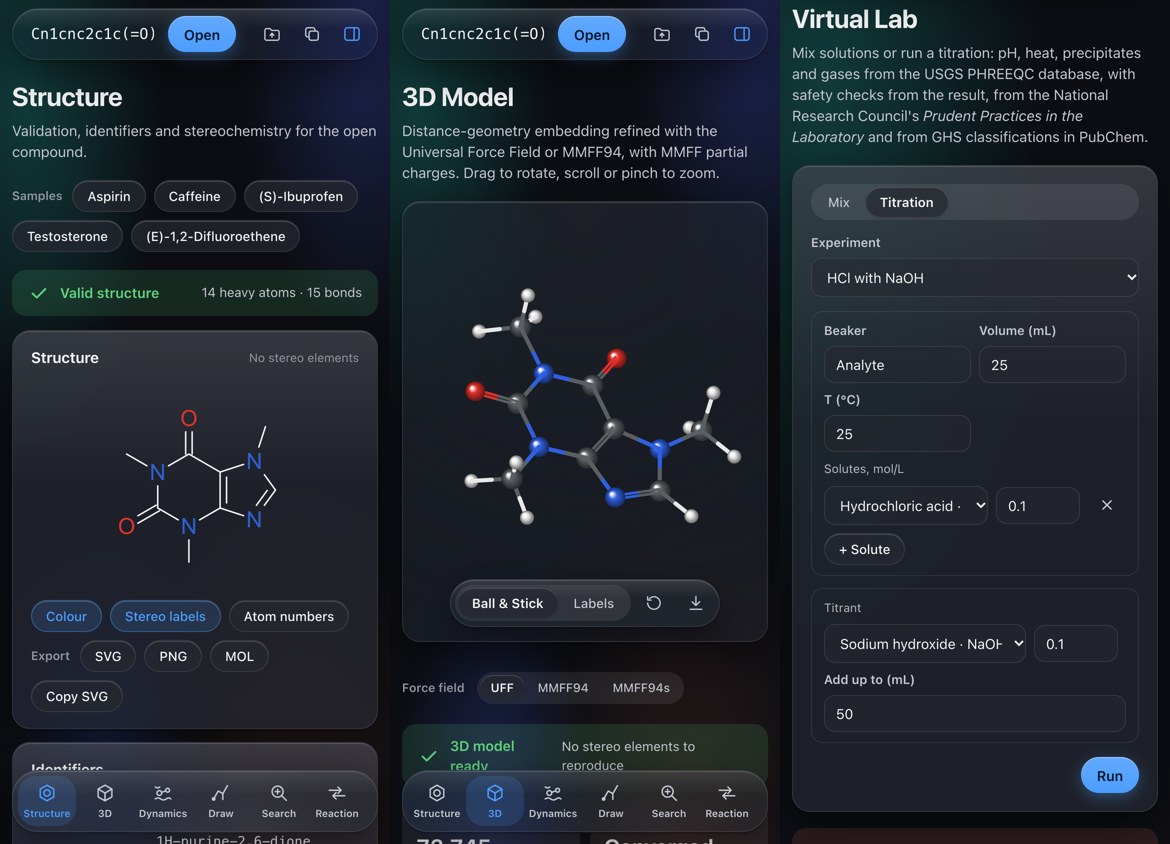 Cn1cnc2c1c(=O)
Open
Structure
Validation, identifiers and stereochemistry for the open
compound.
Samples
Aspirin
Caffeine
(S)-Ibuprofen
Testosterone
(E)-1,2-Difluoroethene
Valid structure
14 heavy atoms · 15 bonds
Structure
No stereo elements
O
N
N
O
N
N
Colour
Stereo labels
Atom numbers
Export
SVG
PNG
MOL
Copy SVG
Identifiers
Structure
3D
Dynamics
Draw
Search
Reaction
1H-purine-2,6-dione
Cn1cnc2c1c(=O)
Open
3D Model
Distance-geometry embedding refined with the
Universal Force Field or MMFF94, with MMFF partial
charges. Drag to rotate, scroll or pinch to zoom.
Ball & Stick
Labels
Force field
UFF
MMFF94
MMFF94s
3D model
ready
No stereo elements to
reproduce
Structure
3D
Dynamics
Draw
Search
Reaction
Converged
Virtual Lab
Mix solutions or run a titration: pH, heat, precipitates
and gases from the USGS PHREEQC database, with
safety checks from the result, from the National
Research Council's Prudent Practices in the
Laboratory and from GHS classifications in PubChem.
Mix
Titration
Experiment
HCl with NaOH
Beaker
Volume (mL)
Analyte
25
T (°C)
25
Solutes, mol/L
Hydrochloric acid ·
0.1
+ Solute
Titrant
Sodium hydroxide · NaOH
0.1
Add up to (mL)
50
Run